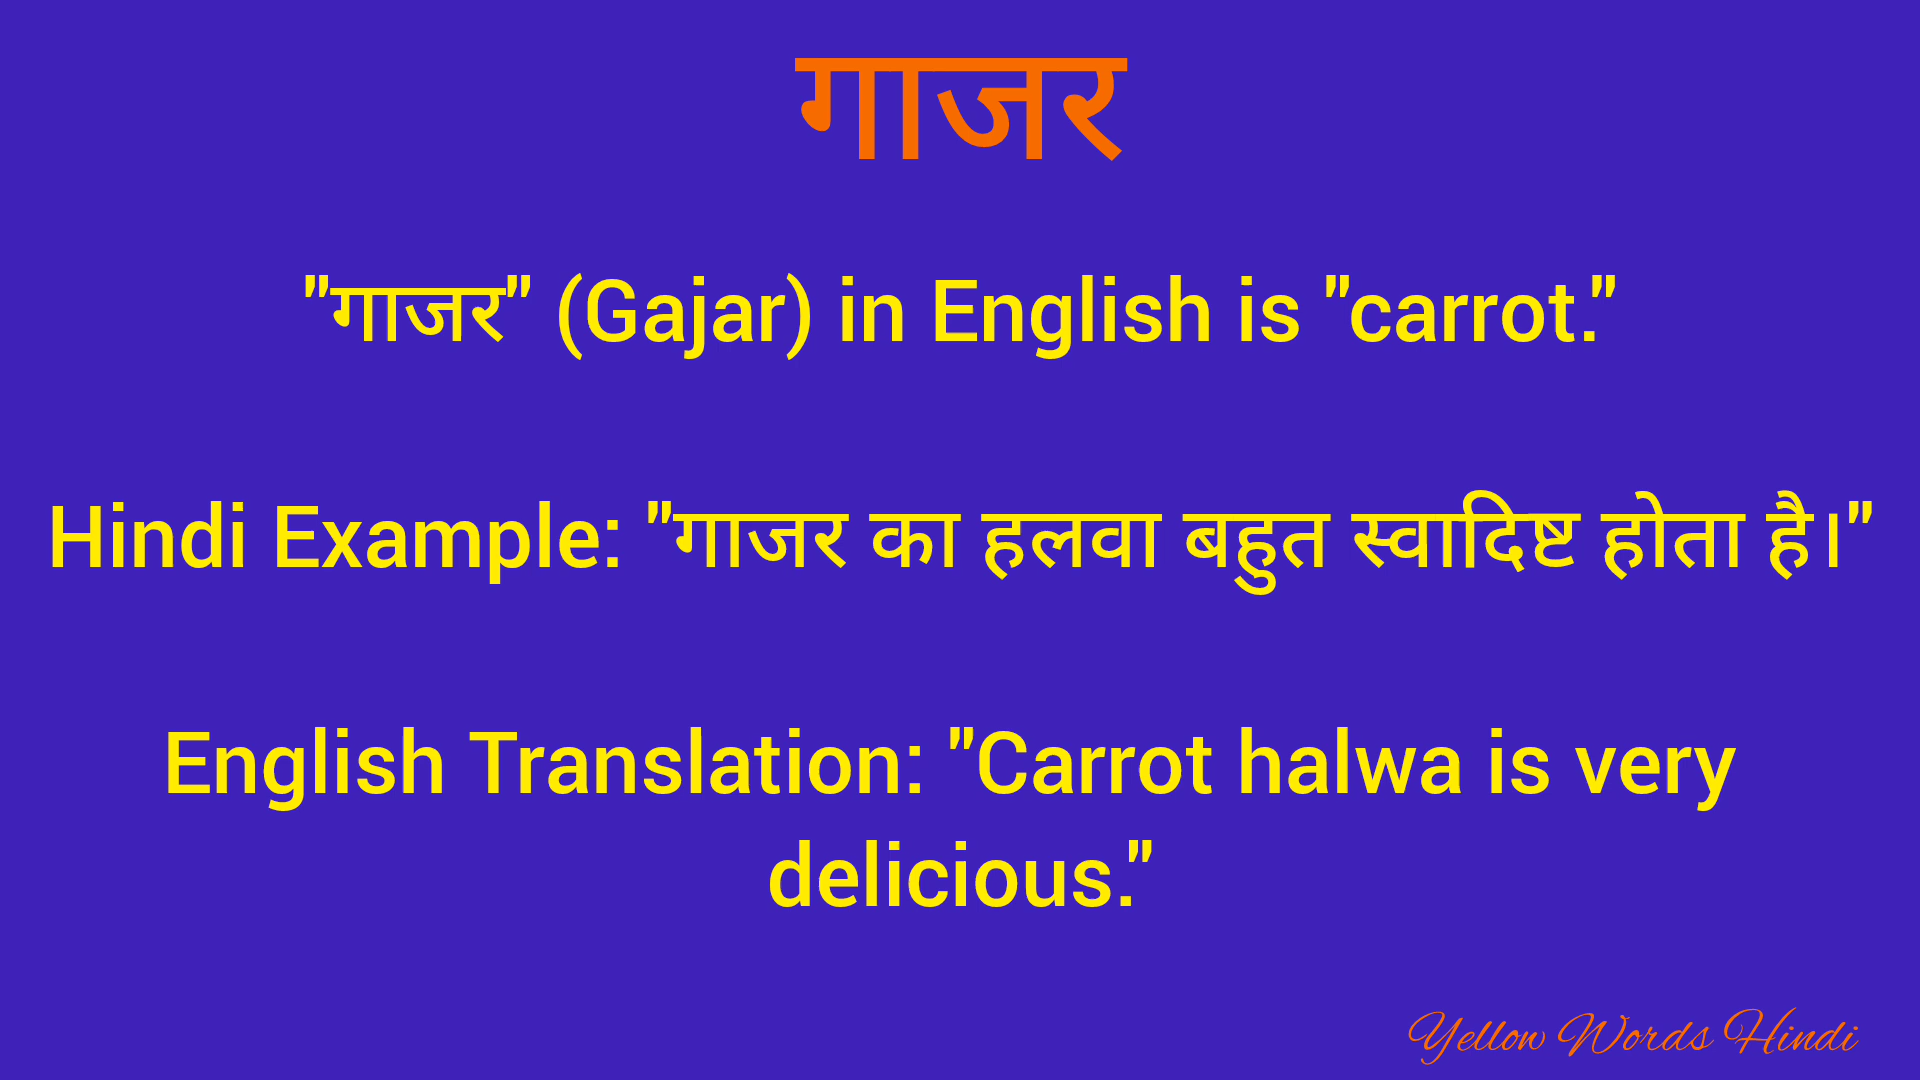 गाजर
"गाजर" (Gajar) in English is "carrot."
Hindi Example: "गाजर का हलवा बहुत स्वादिष्ट होता है।"
English Translation: "Carrot halwa is very
delicious."
Yellow Words Hindi